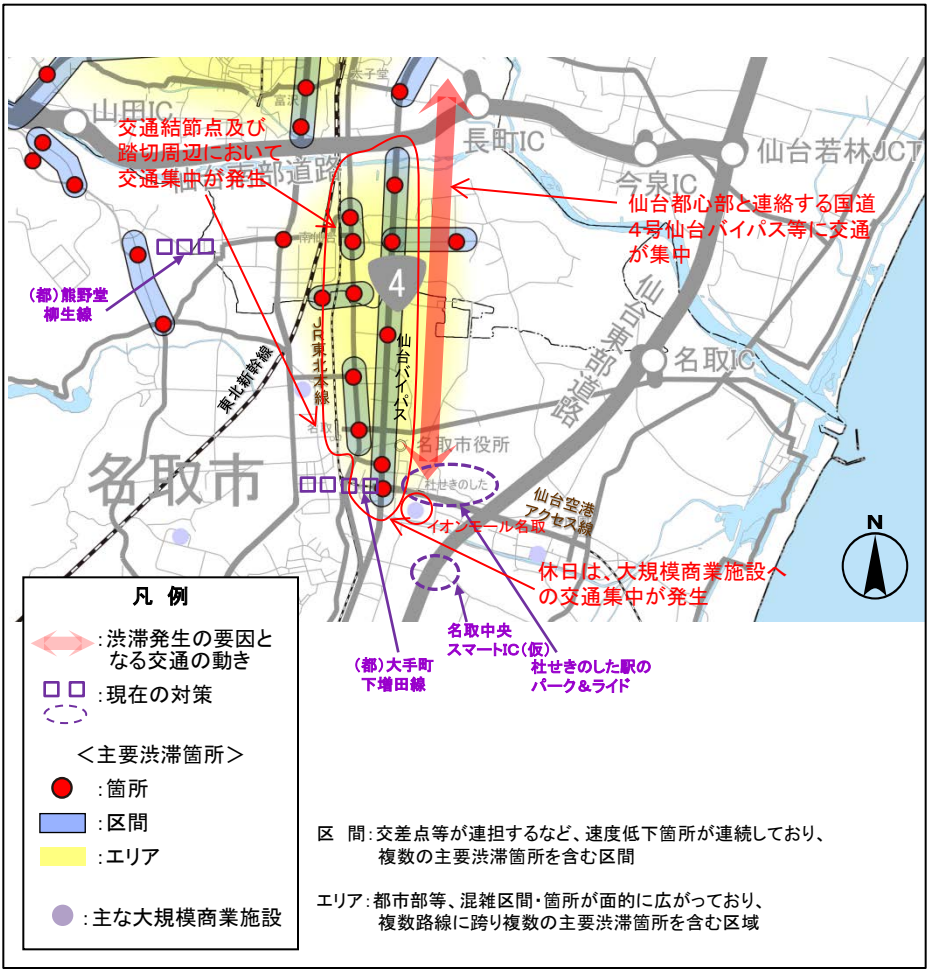 太子堂
富沢
山田IC
長町IC
仙台若林JCT
今泉IC
交通結節点及び
踏切周辺において
交通集中が発生
仙台南部道路
仙台都心部と連絡する国道
4号仙台バイパス等に交通
が集中
南仙台
(都)熊野堂
柳生線
4
仙台東部道路
名取IC
JR東北本線
仙台バイパス
東北新幹線
名取
名取市役所
名取市
杜せきのした
仙台空港
アクセス線
イオンモール名取
N
休日は、大規模商業施設へ
の交通集中が発生
名取中央
スマートIC(仮)
(都)大手町
下増田線
杜せきのした駅の
パーク&ライド
凡 例
:渋滞発生の要因と
なる交通の動き
:現在の対策
<主要渋滞箇所>
:箇所
:区間
:エリア
:主な大規模商業施設
区 間:交差点等が連担するなど、速度低下箇所が連続しており、
複数の主要渋滞箇所を含む区間
エリア:都市部等、混雑区間・箇所が面的に広がっており、
複数路線に跨り複数の主要渋滞箇所を含む区域